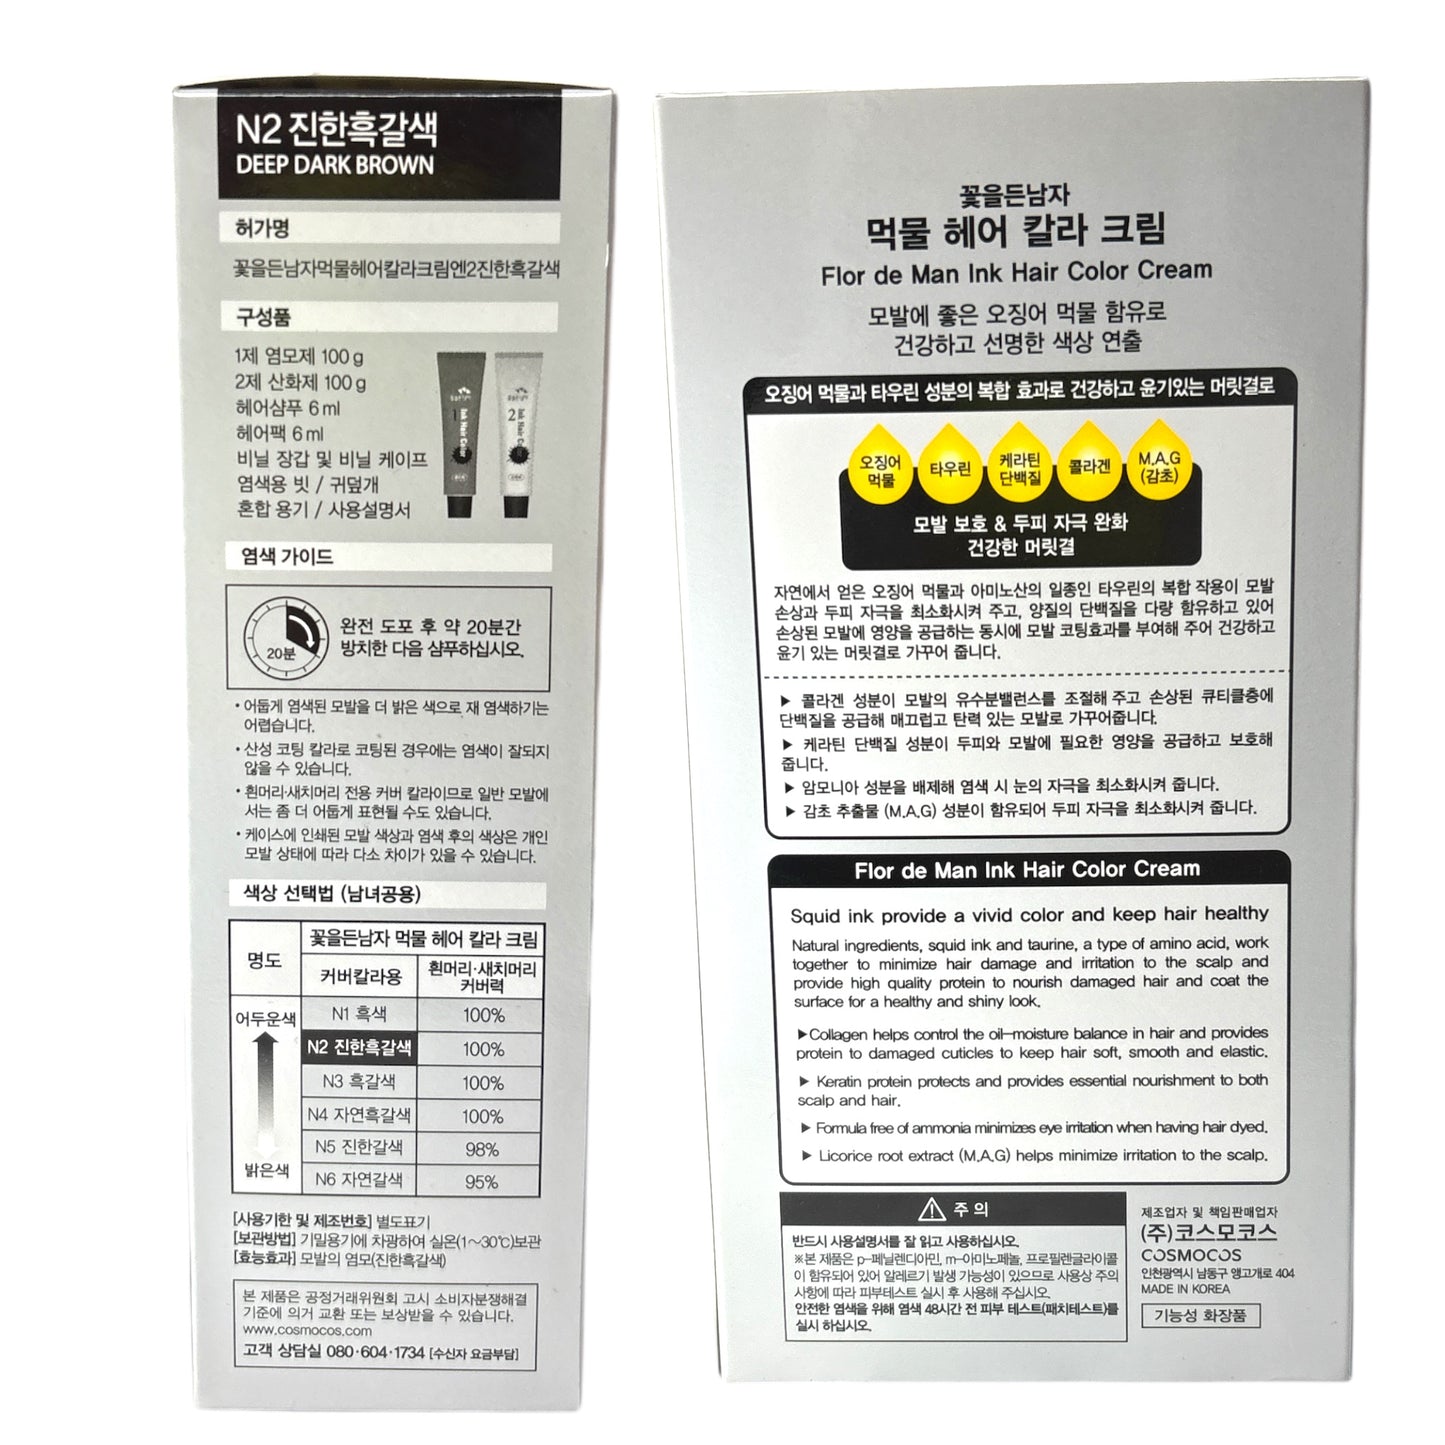 N2 진한흑갈색
DEEP DARK BROWN
허가명
꽃을든남자먹물헤어칼라크림엔2진한흑갈색
구성품
1제 염모제 100 g
2제 산화제 100 g
헤어샴푸 6 ml
헤어팩 6 ml
비닐 장갑 및 비닐 케이프
염색용 빗 / 귀덮개
혼합 용기 / 사용설명서
1
Ink Hair Color
2
Ink Hair Color
염색 가이드
20분
완전 도포 후 약 20분간
방치한 다음 샴푸하십시오.
• 어둡게 염색된 모발을 더 밝은 색으로 재 염색하기는
어렵습니다.
• 산성 코팅 칼라로 코팅된 경우에는 염색이 잘되지
않을 수 있습니다.
• 흰머리·새치머리 전용 커버 칼라이므로 일반 모발에
서는 좀 더 어둡게 표현될 수도 있습니다.
• 케이스에 인쇄된 모발 색상과 염색 후의 색상은 개인
모발 상태에 따라 다소 차이가 있을 수 있습니다.
색상 선택법 (남녀공용)
명도
꽃을든남자 먹물 헤어 칼라 크림
커버칼라용
흰머리·새치머리
커버력
어두운색
밝은색
N1 흑색 100%
N2 진한흑갈색 100%
N3 흑갈색 100%
N4 자연흑갈색 100%
N5 진한갈색 98%
N6 자연갈색 95%
[사용기한 및 제조번호] 별도표기
[보관방법] 기밀용기에 차광하여 실온(1~30℃)보관
[효능효과] 모발의 염모(진한흑갈색)
본 제품은 공정거래위원회 고시 소비자분쟁해결
기준에 의거 교환 또는 보상받을 수 있습니다.
www.cosmocos.com
고객 상담실 080·604·1734 [수신자 요금부담]
꽃을든남자
먹물 헤어 칼라 크림
Flor de Man Ink Hair Color Cream
모발에 좋은 오징어 먹물 함유로
건강하고 선명한 색상 연출
오징어 먹물과 타우린 성분의 복합 효과로 건강하고 윤기있는 머릿결로
오징어
먹물
타우린
케라틴
단백질
콜라겐
M.A.G
(감초)
모발 보호 & 두피 자극 완화
건강한 머릿결
자연에서 얻은 오징어 먹물과 아미노산의 일종인 타우린의 복합 작용이 모발
손상과 두피 자극을 최소화시켜 주고, 양질의 단백질을 다량 함유하고 있어
손상된 모발에 영양을 공급하는 동시에 모발 코팅효과를 부여해 주어 건강하고
윤기 있는 머릿결로 가꾸어 줍니다.
▶ 콜라겐 성분이 모발의 유수분밸런스를 조절해 주고 손상된 큐티클층에
단백질을 공급해 매끄럽고 탄력 있는 모발로 가꾸어줍니다.
▶ 케라틴 단백질 성분이 두피와 모발에 필요한 영양을 공급하고 보호해
줍니다.
▶ 암모니아 성분을 배제해 염색 시 눈의 자극을 최소화시켜 줍니다.
▶ 감초 추출물 (M.A.G) 성분이 함유되어 두피 자극을 최소화시켜 줍니다.
Flor de Man Ink Hair Color Cream
Squid ink provide a vivid color and keep hair healthy
Natural ingredients, squid ink and taurine, a type of amino acid, work
together to minimize hair damage and irritation to the scalp and
provide high quality protein to nourish damaged hair and coat the
surface for a healthy and shiny look.
▶Collagen helps control the oil-moisture balance in hair and provides
protein to damaged cuticles to keep hair soft, smooth and elastic.
▶ Keratin protein protects and provides essential nourishment to both
scalp and hair.
▶ Formula free of ammonia minimizes eye irritation when having hair dyed.
▶ Licorice root extract (M.A.G) helps minimize irritation to the scalp.
주 의
반드시 사용설명서를 잘 읽고 사용하십시오.
※본 제품은 p-페닐렌디아민, m-아미노페놀, 프로필렌글라이콜
이 함유되어 있어 알레르기 발생 가능성이 있으므로 사용상 주의
사항에 따라 피부테스트 실시 후 사용해 주십시오.
안전한 염색을 위해 염색 48시간 전 피부 테스트(패치테스트)를
실시 하십시오.
제조업자 및 책임판매업자
(주)코스모코스
COSMOCOS
인천광역시 남동구 앵고개로 404
MADE IN KOREA
기능성 화장품